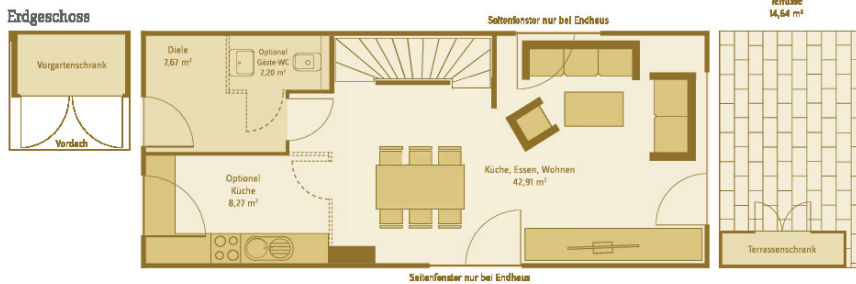 Erdgeschoss
Seitenfenster nur bei Endhaus
Terrasse
14,64 m²
Vorgartenschrank
Vordach
Diele
7,67 m²
Optional
Gäste-WC
2,20 m²
Optional
Küche
8,27 m²
Küche, Essen, Wohnen
42,91 m²
Terrassenschrank
Seitenfenster nur bei Endhaus